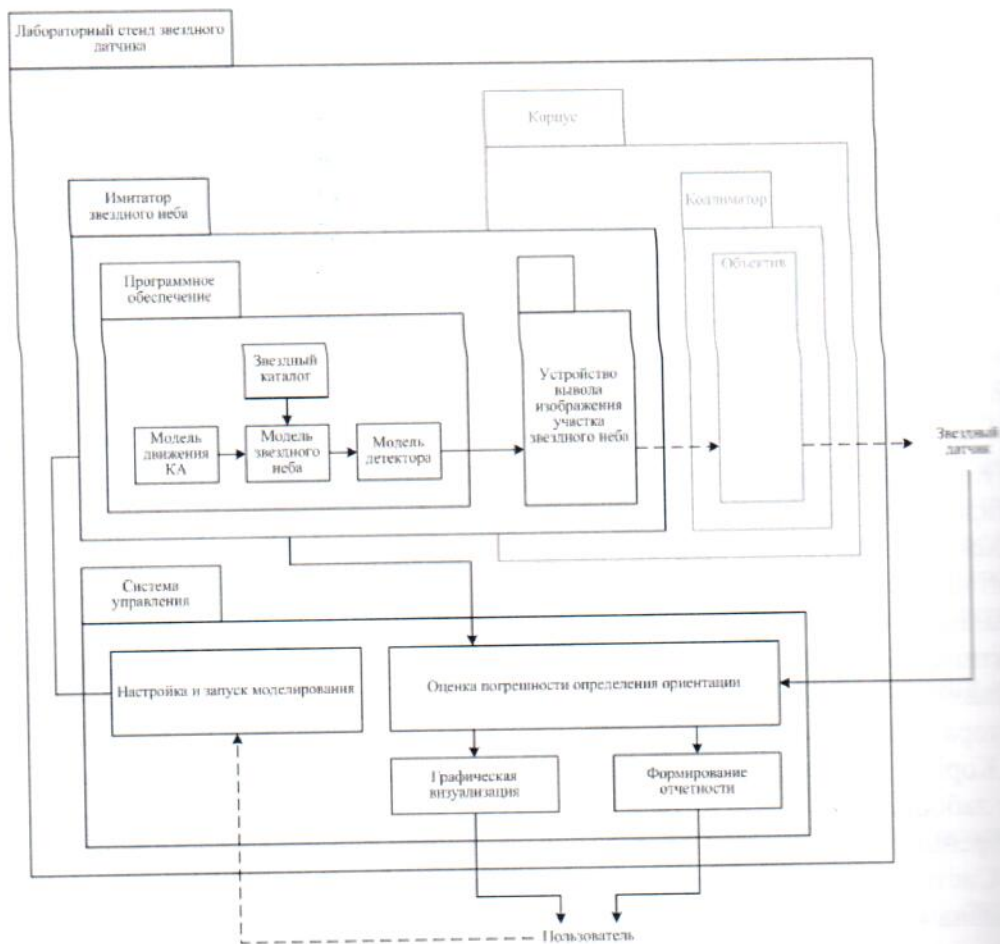 Лабораторный стенд звездного
датчика
Корпус
Имитатор
звездного неба
Коллиматор
Программное
обеспечение
Объектив
Звездный
каталог
Устройство
вывола
изображения
участка
звездного неба
Модель
движения
КА
Модель
звездного
неба
Модель
детектора
Звездный
датчик
Система
управления
Настройка и запуск моделирования
Оценка погрешности определения ориентации
Графическая
визуализация
Формирование
отчетности
Пользователь